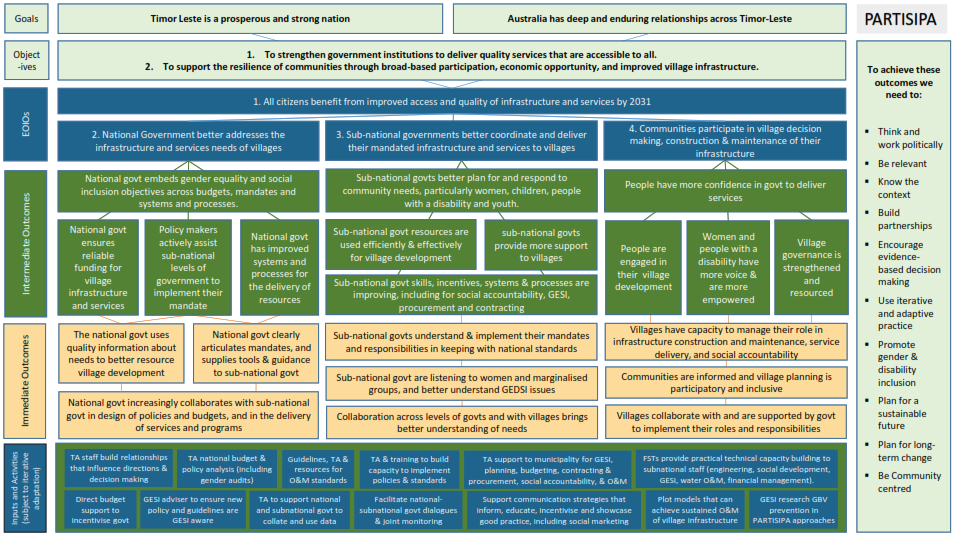 Goals
Timor Leste is a prosperous and strong nation
Australia has deep and enduring relationships across Timor-Leste
PARTISIPA
Object
-ives
1. To strengthen government institutions to deliver quality services that are accessible to all.
2. To support the resilience of communities through broad-based participation, economic opportunity, and improved village infrastructure.
EOIOs
1. All citizens benefit from improved access and quality of infrastructure and services by 2031
2. National Government better addresses the
infrastructure and services needs of villages
3. Sub-national governments better coordinate and deliver
their mandated infrastructure and services to villages
4. Communities participate in village decision
making, construction & maintenance of their
infrastructure
Intermediate Outcomes
National govt embeds gender equality and social
inclusion objectives across budgets, mandates and
systems and processes.
Sub-national govts better plan for and respond to
community needs, particularly women, children, people
with a disability and youth.
People have more confidence in govt to deliver
services
National govt
ensures
reliable
funding for
village
infrastructure
and services
Policy makers
actively assist
sub-national
levels of
government to
implement their
mandate
National govt
has improved
systems and
processes for
the delivery of
resources
Sub-national govt resources are
used efficiently & effectively
for village development
sub-national govts
provide more support
to villages
Sub-national govt skills, incentives, systems & processes are
improving, including for social accountability, GESI,
procurement and contracting
People are
engaged in
their village
development
Women and
people with a
disability have
more voice &
are more
empowered
Village
governance is
strengthened
and
resourced
Immediate Outcomes
The national govt uses
quality information about
needs to better resource
village development
National govt clearly
articulates mandates, and
supplies tools & guidance
to sub-national govt
National govt increasingly collaborates with sub-national
govt in design of policies and budgets, and in the delivery
of services and programs
Sub-national govts understand & implement their mandates
and responsibilities in keeping with national standards
Sub-national govt are listening to women and marginalised
groups, and better understand GEDSI issues
Collaboration across levels of govts and with villages brings
better understanding of needs
Villages have capacity to manage their role in
infrastructure construction and maintenance, service
delivery, and social accountability
Communities are informed and village planning is
participatory and inclusive
Villages collaborate with and are supported by govt
to implement their roles and responsibilities
Inputs and Activities
(subject to iterative
adaptation)
TA staff build relationships
that influence directions &
decision making
TA national budget &
policy analysis (including
gender audits)
Guidelines, TA &
resources for
O&M standards
TA & training to build
capacity to implement
policies & standards
TA support to municipality for GESI,
planning, budgeting, contracting &
procurement, social accountability, & O&M
FSTs provide practical technical capacity building to
subnational staff (engineering, social development,
GESI, water O&M, financial management).
Direct budget
support to
incentivise govt
GESI adviser to ensure new
policy and guidelines are
GESI aware
TA to support national
and subnational govt to
collate and use data
Facilitate national-
subnational govt dialogues
& joint monitoring
Support communication strategies that
inform, educate, incentivise and showcase
good practice, including social marketing
Plot models that can
achieve sustained O&M
of village infrastructure
GESI research GBV
prevention in
PARTISIPA approaches
To achieve these
outcomes we
need to:
▪ Think and
work politically
▪ Be relevant
▪ Know the
context
▪ Build
partnerships
▪ Encourage
evidence-
based decision
making
▪ Use iterative
and adaptive
practice
▪ Promote
gender &
disability
inclusion
▪ Plan for a
sustainable
future
▪ Plan for long-
term change
▪ Be Community
centred